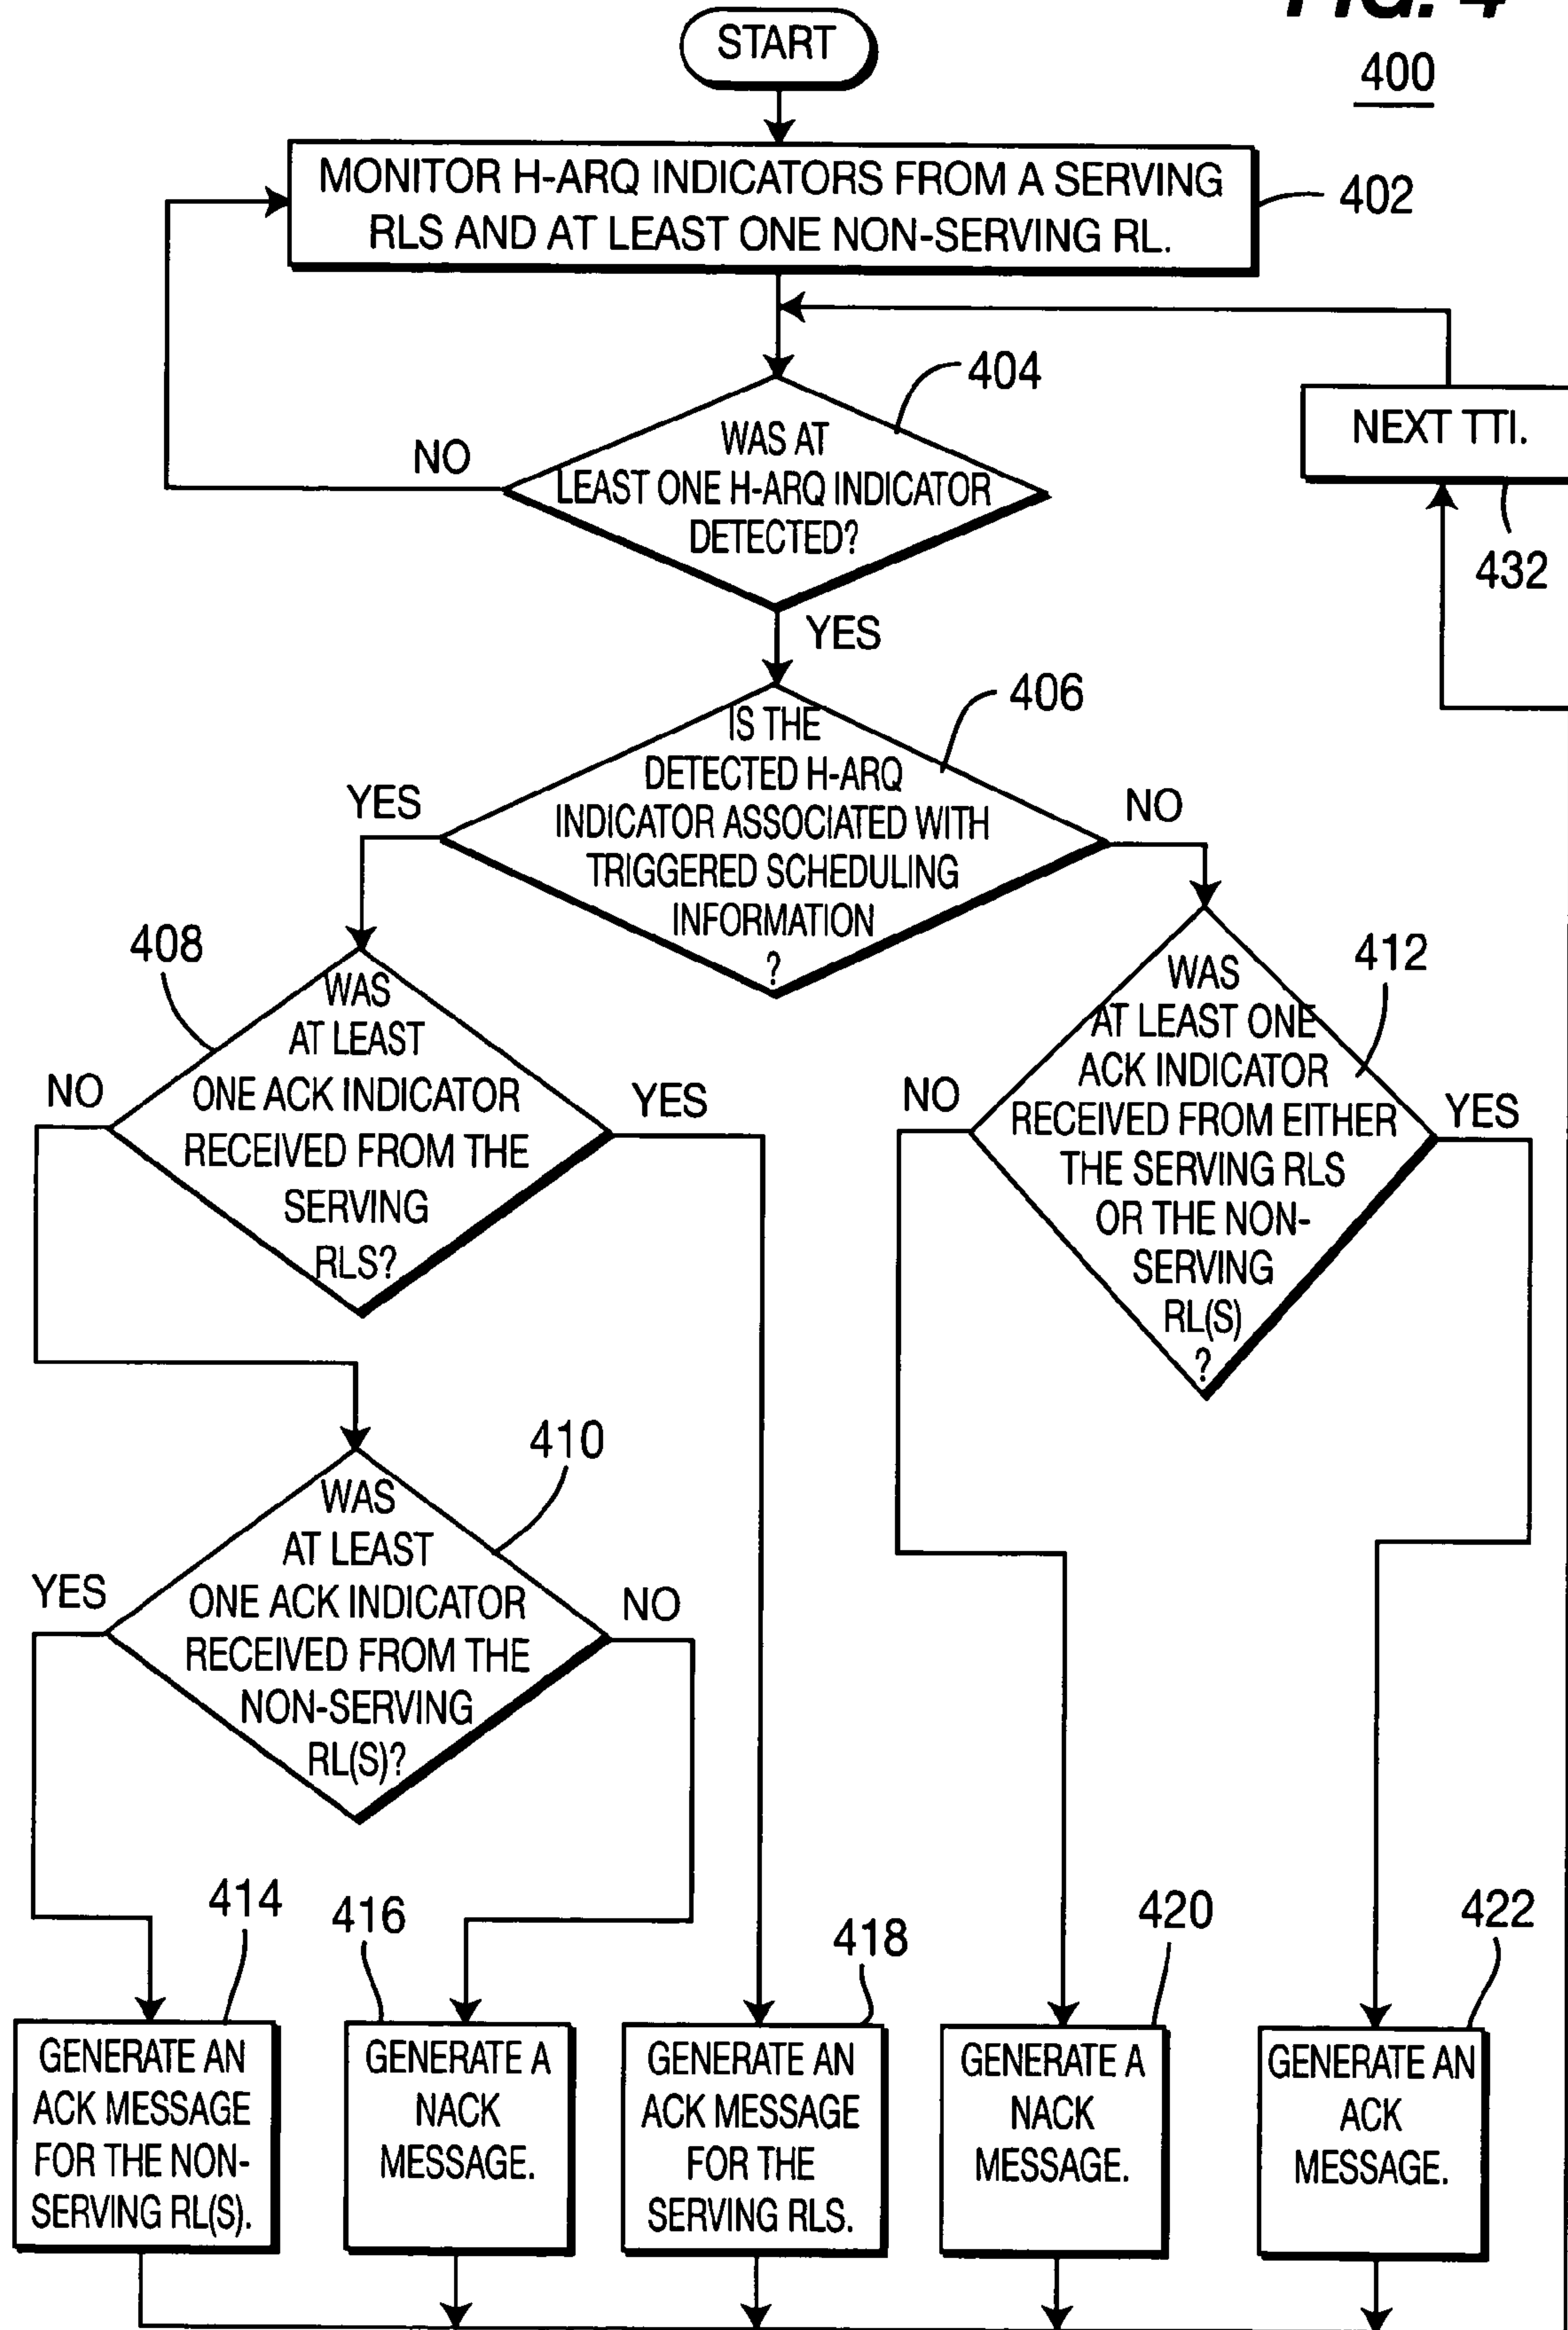 FIG. 4
400
START
MONITOR H-ARQ INDICATORS FROM A SERVING
RLS AND AT LEAST ONE NON-SERVING RL.
402
404
WAS AT
LEAST ONE H-ARQ INDICATOR
DETECTED?
NO
YES
NEXT TTI.
432
406
IS THE
DETECTED H-ARQ
INDICATOR ASSOCIATED WITH
TRIGGERED SCHEDULING
INFORMATION
?
YES
NO
408
WAS
AT LEAST
ONE ACK INDICATOR
RECEIVED FROM THE
SERVING
RLS?
NO
YES
412
WAS
AT LEAST ONE
ACK INDICATOR
RECEIVED FROM EITHER
THE SERVING RLS
OR THE NON-
SERVING
RL(S)
?
NO
YES
410
WAS
AT LEAST
ONE ACK INDICATOR
RECEIVED FROM THE
NON-SERVING
RL(S)?
YES
NO
414
GENERATE AN
ACK MESSAGE
FOR THE NON-
SERVING RL(S).
416
GENERATE A
NACK
MESSAGE.
418
GENERATE AN
ACK MESSAGE
FOR THE
SERVING RLS.
420
GENERATE A
NACK
MESSAGE.
422
GENERATE AN
ACK
MESSAGE.